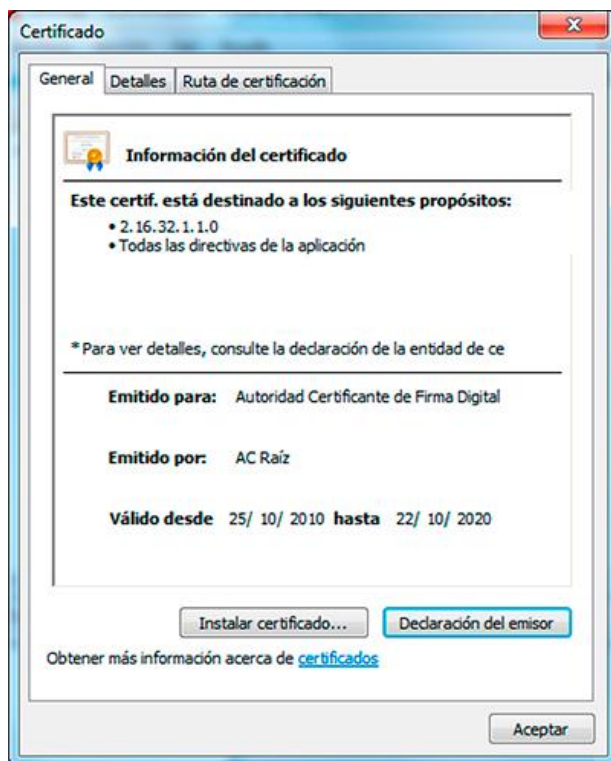 Certificado
General Detalles Ruta de certificación
Información del certificado
Este certif. está destinado a los siguientes propósitos:
• 2.16.32.1.1.0
• Todas las directivas de la aplicación
* Para ver detalles, consulte la declaración de la entidad de ce
Emitido para: Autoridad Certificante de Firma Digital
Emitido por: AC Raíz
Válido desde 25/ 10/ 2010 hasta 22/ 10/ 2020
Instalar certificado... Declaración del emisor
Obtener más información acerca de certificados
Aceptar